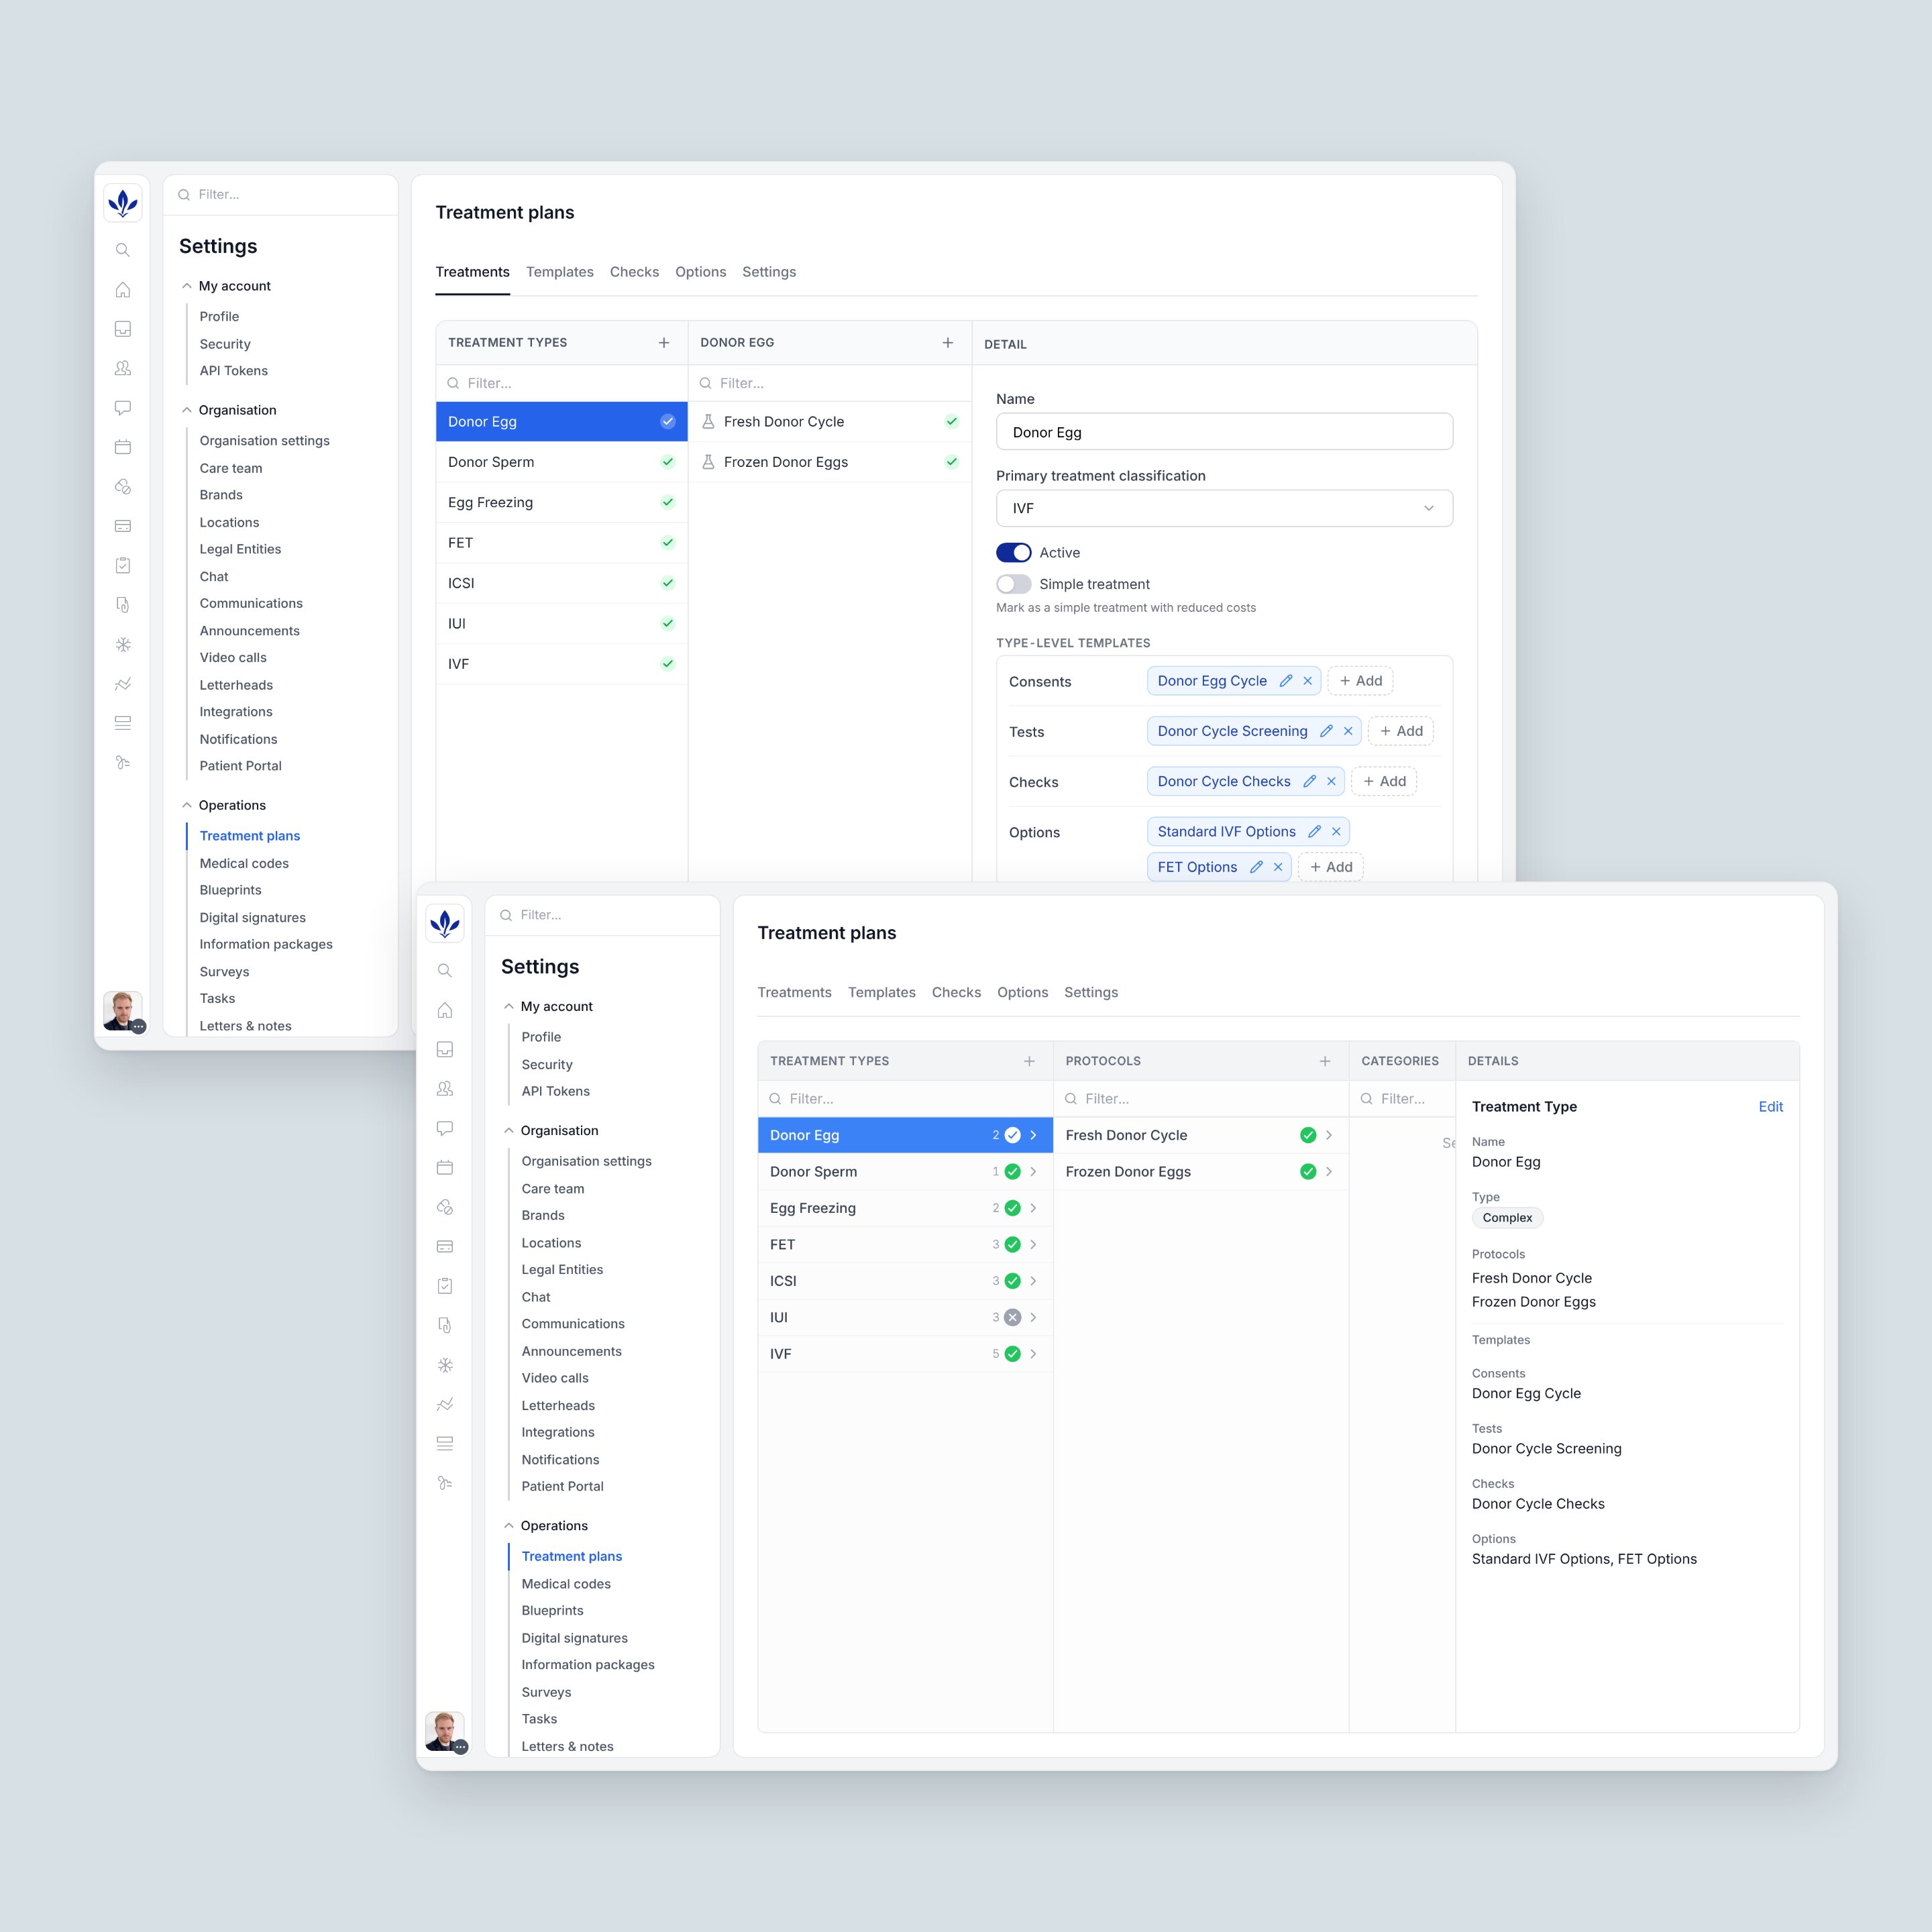 Filter...
Settings
My account
Profile
Security
API Tokens
Organisation
Organisation settings
Care team
Brands
Locations
Legal Entities
Chat
Communications
Announcements
Video calls
Letterheads
Integrations
Notifications
Patient Portal
Operations
Treatment plans
Medical codes
Blueprints
Digital signatures
Information packages
Surveys
Tasks
Letters & notes
Treatment plans
Treatments Templates Checks Options Settings
TREATMENT TYPES
Filter...
Donor Egg
Donor Sperm
Egg Freezing
FET
ICSI
IUI
IVF
DONOR EGG
Filter...
Fresh Donor Cycle
Frozen Donor Eggs
DETAIL
Name
Donor Egg
Primary treatment classification
IVF
Active
Simple treatment
Mark as a simple treatment with reduced costs
TYPE-LEVEL TEMPLATES
Consents Donor Egg Cycle + Add
Tests Donor Cycle Screening + Add
Checks Donor Cycle Checks + Add
Options Standard IVF Options
FET Options + Add
Filter...
Settings
My account
Profile
Security
API Tokens
Organisation
Organisation settings
Care team
Brands
Locations
Legal Entities
Chat
Communications
Announcements
Video calls
Letterheads
Integrations
Notifications
Patient Portal
Operations
Treatment plans
Medical codes
Blueprints
Digital signatures
Information packages
Surveys
Tasks
Letters & notes
Treatment plans
Treatments Templates Checks Options Settings
TREATMENT TYPES
Filter...
Donor Egg 2
Donor Sperm 1
Egg Freezing 2
FET 3
ICSI 3
IUI 3
IVF 5
PROTOCOLS
Filter...
Fresh Donor Cycle
Frozen Donor Eggs
CATEGORIES
Filter...
Se
DETAILS
Treatment Type Edit
Name
Donor Egg
Type
Complex
Protocols
Fresh Donor Cycle
Frozen Donor Eggs
Templates
Consents
Donor Egg Cycle
Tests
Donor Cycle Screening
Checks
Donor Cycle Checks
Options
Standard IVF Options, FET Options